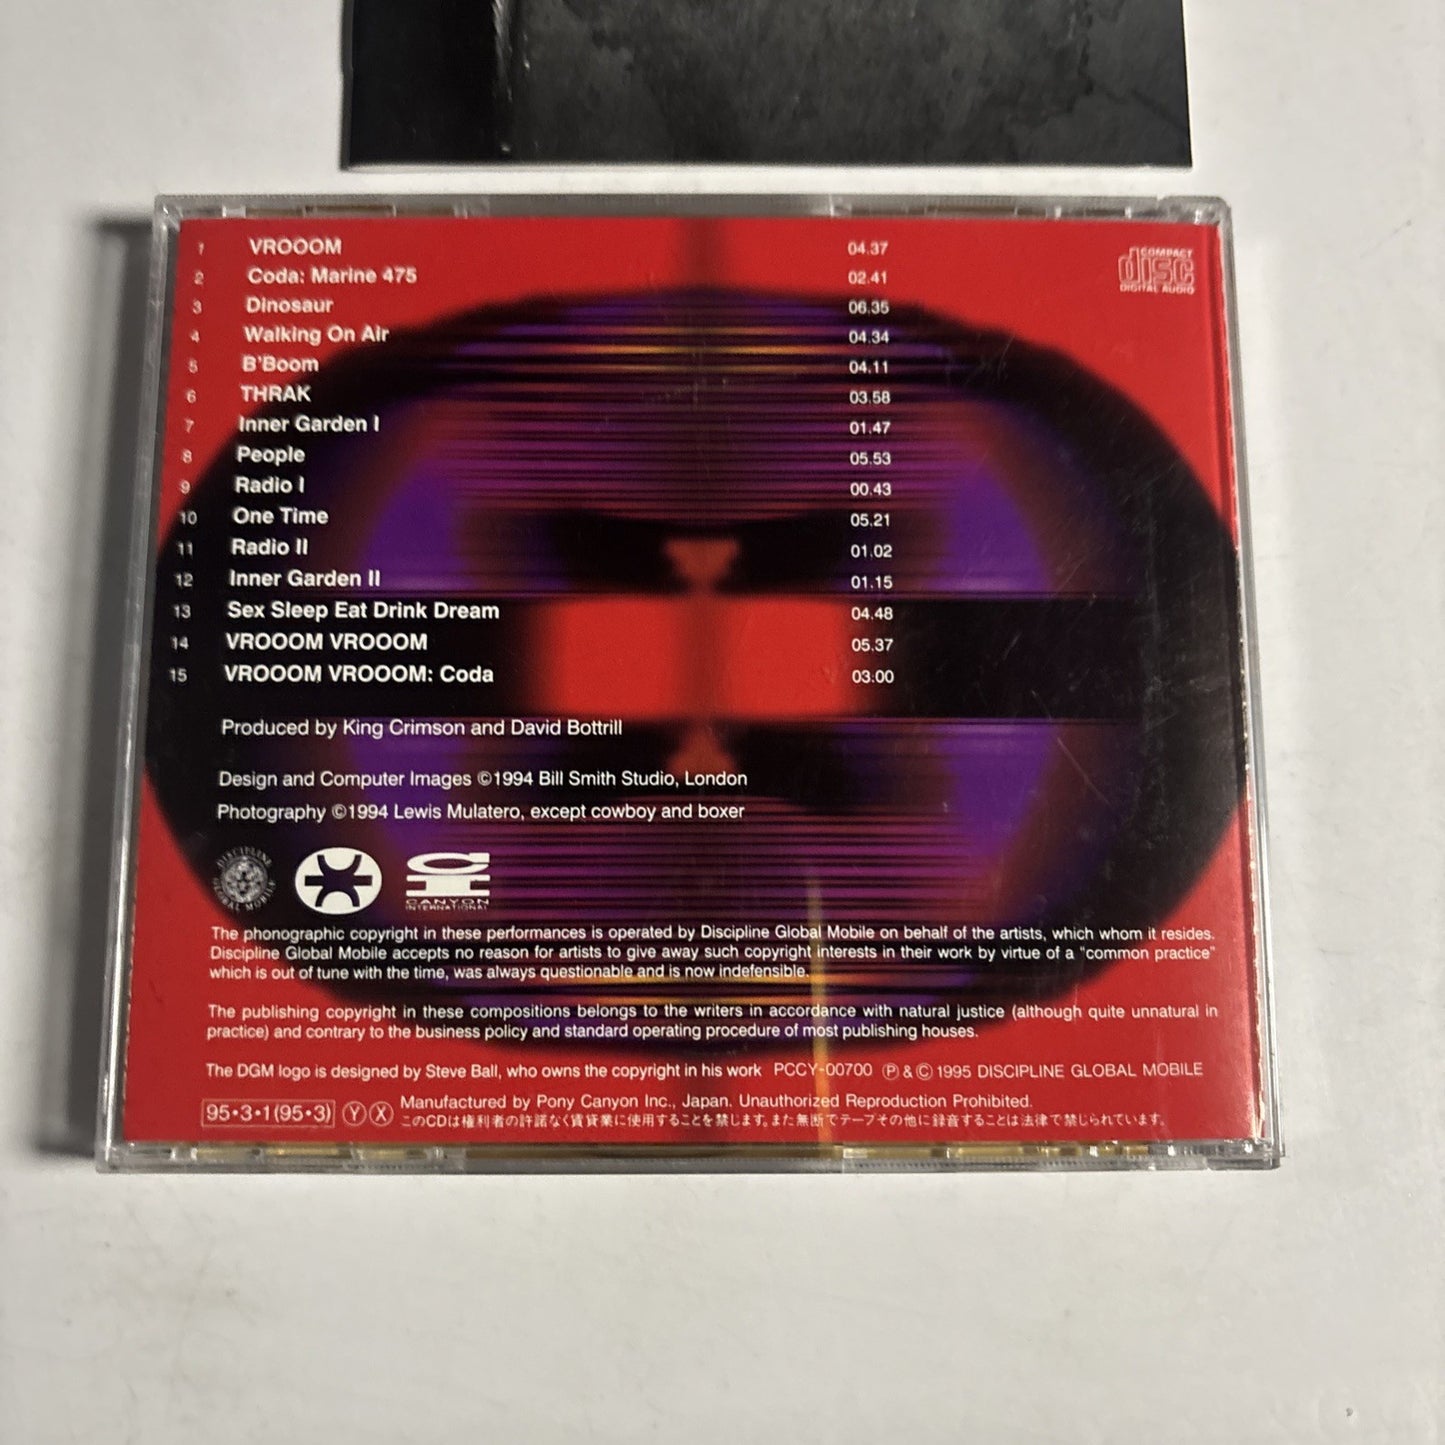 1 VROOOM 04.37
2 Coda: Marine 475 02.41
3 Dinosaur 06.35
4 Walking On Air 04.34
5 B'Boom 04.11
6 THRAK 03.58
7 Inner Garden I 01.47
8 People 05.53
9 Radio I 00.43
10 One Time 05.21
11 Radio II 01.02
12 Inner Garden II 01.15
13 Sex Sleep Eat Drink Dream 04.48
14 VROOOM VROOOM 05.37
15 VROOOM VROOOM: Coda 03.00
COMPACT
disc
DIGITAL AUDIO
Produced by King Crimson and David Bottrill
Design and Computer Images ©1994 Bill Smith Studio, London
Photography ©1994 Lewis Mulatero, except cowboy and boxer
DISCIPLINE GLOBAL MOBILE
CANYON
INTERNATIONAL
The phonographic copyright in these performances is operated by Discipline Global Mobile on behalf of the artists, which whom it resides.
Discipline Global Mobile accepts no reason for artists to give away such copyright interests in their work by virtue of a "common practice"
which is out of tune with the time, was always questionable and is now indefensible.
The publishing copyright in these compositions belongs to the writers in accordance with natural justice (although quite unnatural in
practice) and contrary to the business policy and standard operating procedure of most publishing houses.
The DGM logo is designed by Steve Ball, who owns the copyright in his work PCCY-00700 Ⓟ & © 1995 DISCIPLINE GLOBAL MOBILE
95•3•1(95•3) Ⓨ Ⓧ Manufactured by Pony Canyon Inc., Japan. Unauthorized Reproduction Prohibited.
このCDは権利者の許諾なく賃貸業に使用することを禁じます。また無断でテープその他に録音することは法律で禁じられています。